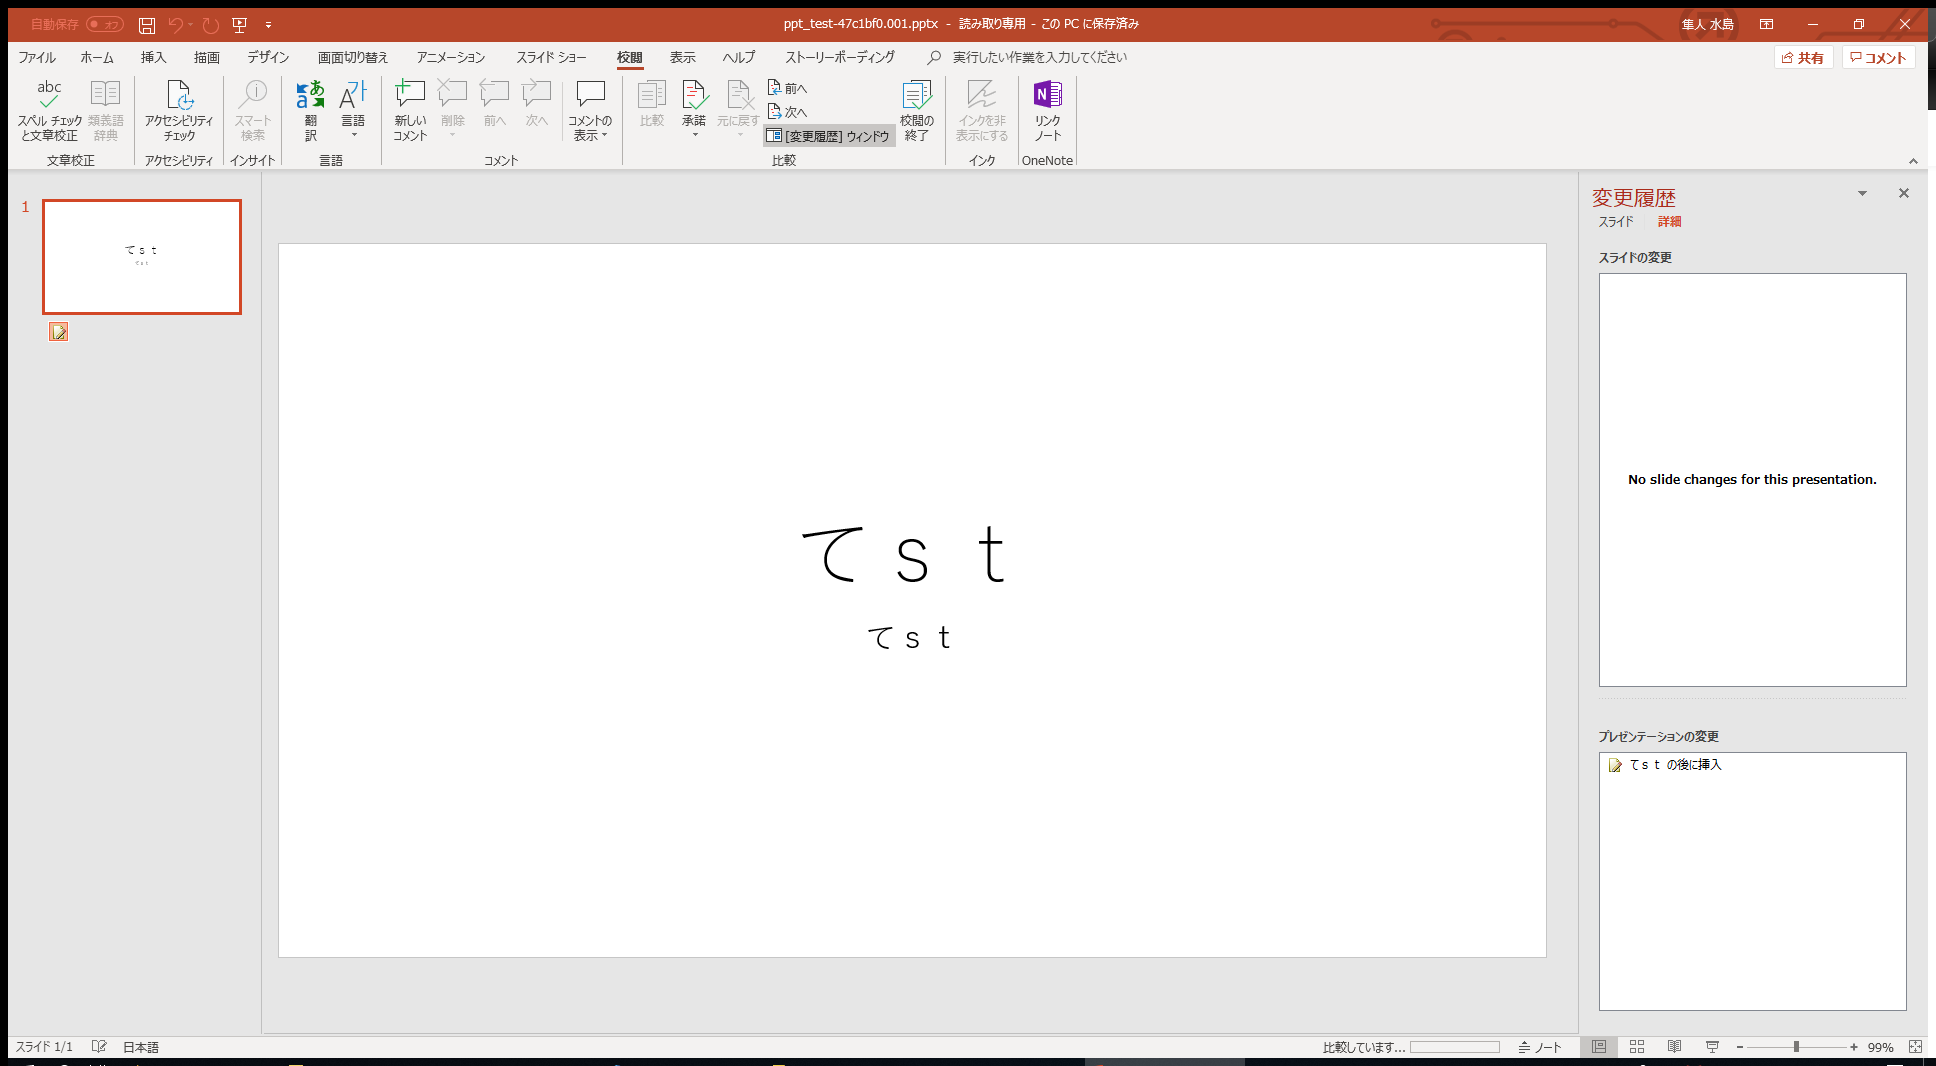 自動保存 オフ
ppt_test-47c1bf0.001.pptx - 読み取り専用 - この PC に保存済み
隼人 水島
ファイル ホーム 挿入 描画 デザイン 画面切り替え アニメーション スライド ショー 校閲 表示 ヘルプ ストーリーボーディング 実行したい作業を入力してください
共有 コメント
abc
スペル チェック
と文章校正
類義語
辞典
文章校正
アクセシビリティ
チェック
アクセシビリティ
スマート
検索
インサイト
翻
訳
言語
言語
新しい
コメント
削除
前へ
次へ
コメントの
表示
コメント
比較
承諾
元に戻す
前へ
次へ
[変更履歴] ウィンドウ
校閲の
終了
比較
インクを非
表示にする
インク
リンク
ノート
OneNote
1
てｓｔ
てｓｔ
てｓｔ
てｓｔ
変更履歴
スライド 詳細
スライドの変更
No slide changes for this presentation.
プレゼンテーションの変更
てｓｔ の後に挿入
スライド 1/1 日本語
比較しています... ノート 99%